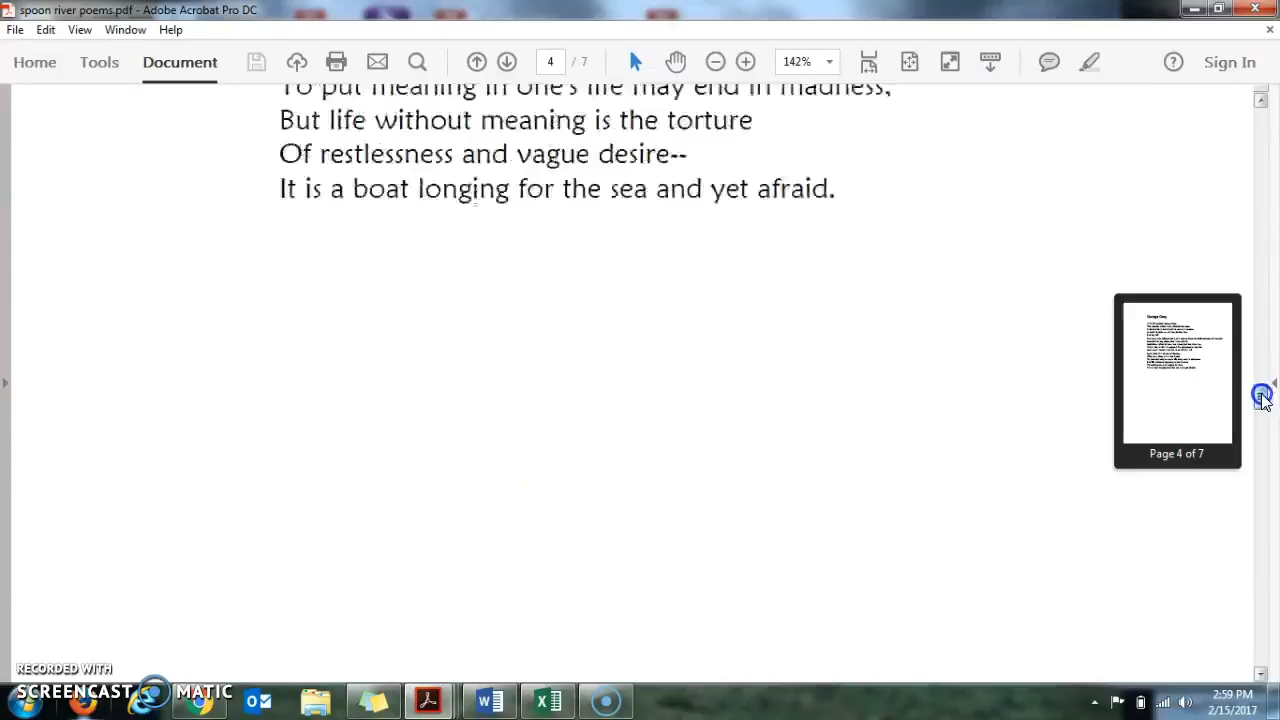 spoon river poems.pdf - Adobe Acrobat Pro DC
File Edit View Window Help
Home Tools Document 4 / 7 142% Sign In
To put meaning in one's life may end in madness,
But life without meaning is the torture
Of restlessness and vague desire--
It is a boat longing for the sea and yet afraid.
George Gray
Page 4 of 7
RECORDED WITH
SCREENCAST MATIC
2:59 PM
2/15/2017